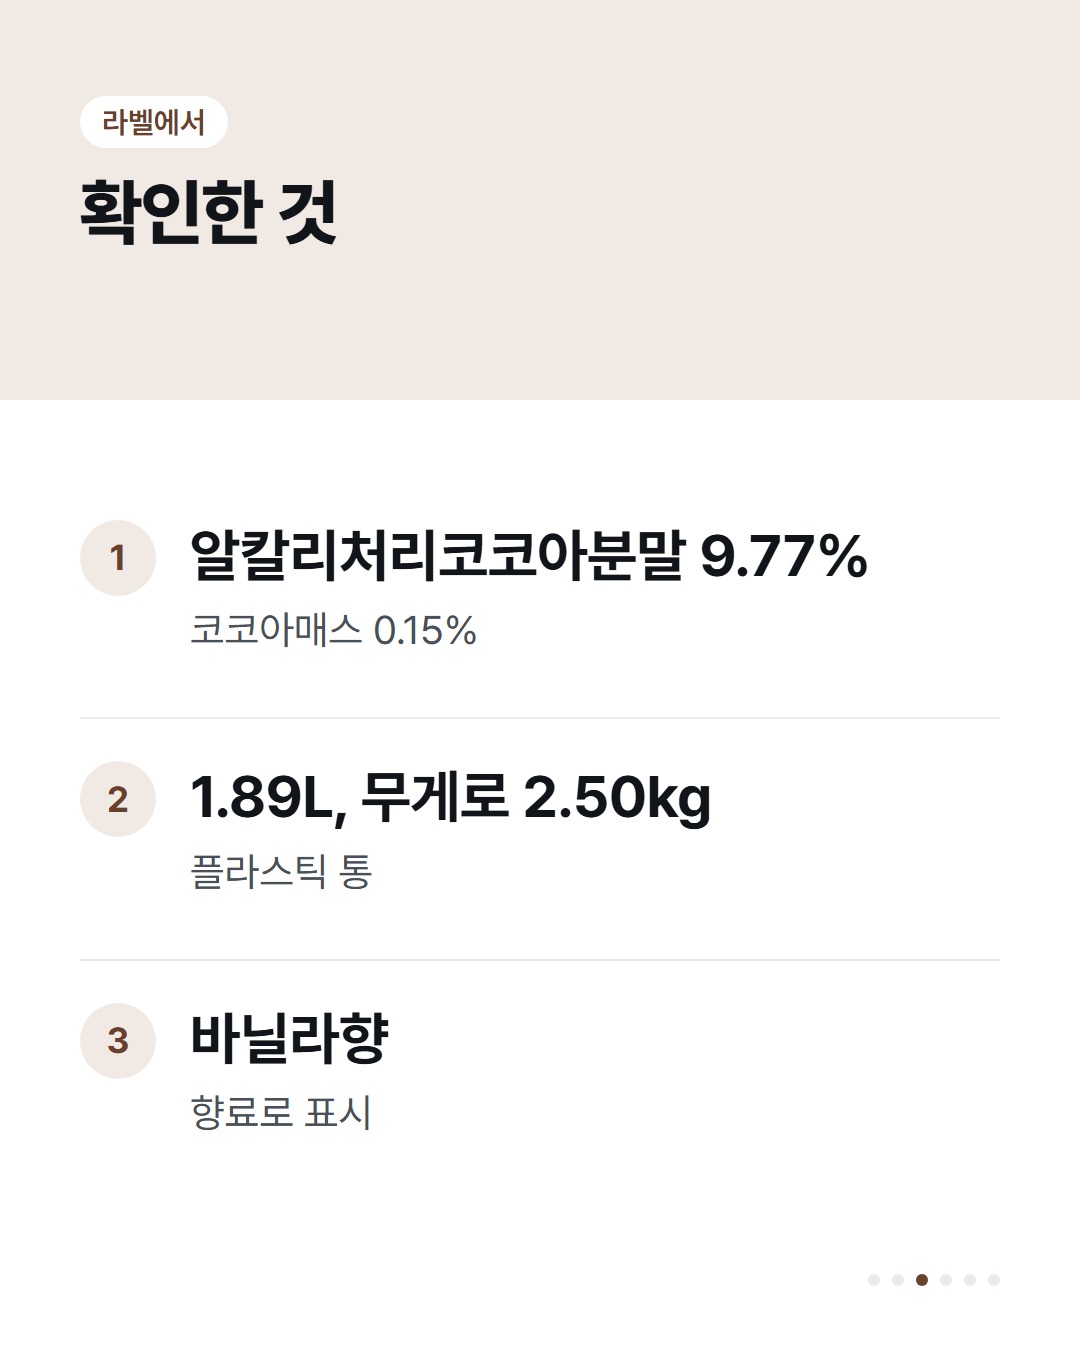 라벨에서
확인한 것
1
알칼리처리코코아분말 9.77%
코코아매스 0.15%
2
1.89L, 무게로 2.50kg
플라스틱 통
3
바닐라향
향료로 표시